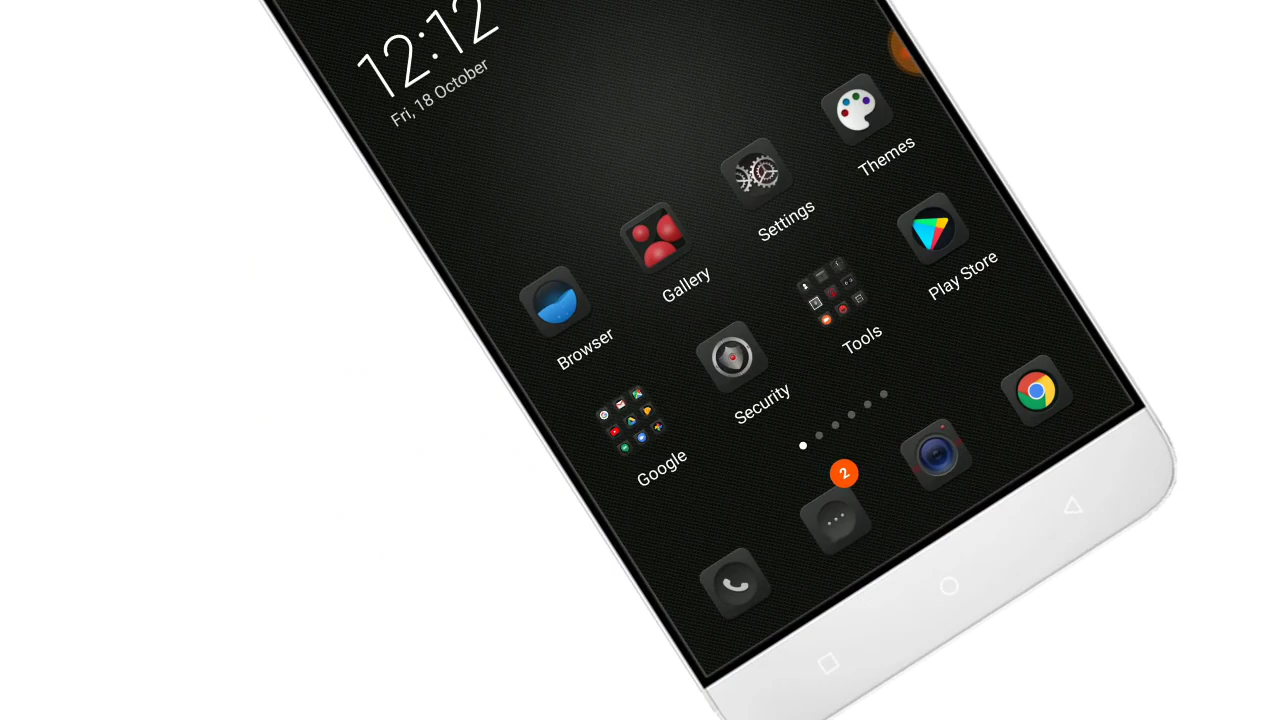 12:12
Fri, 18 October
Browser
Gallery
Settings
Themes
Google
Security
Tools
Play Store
2